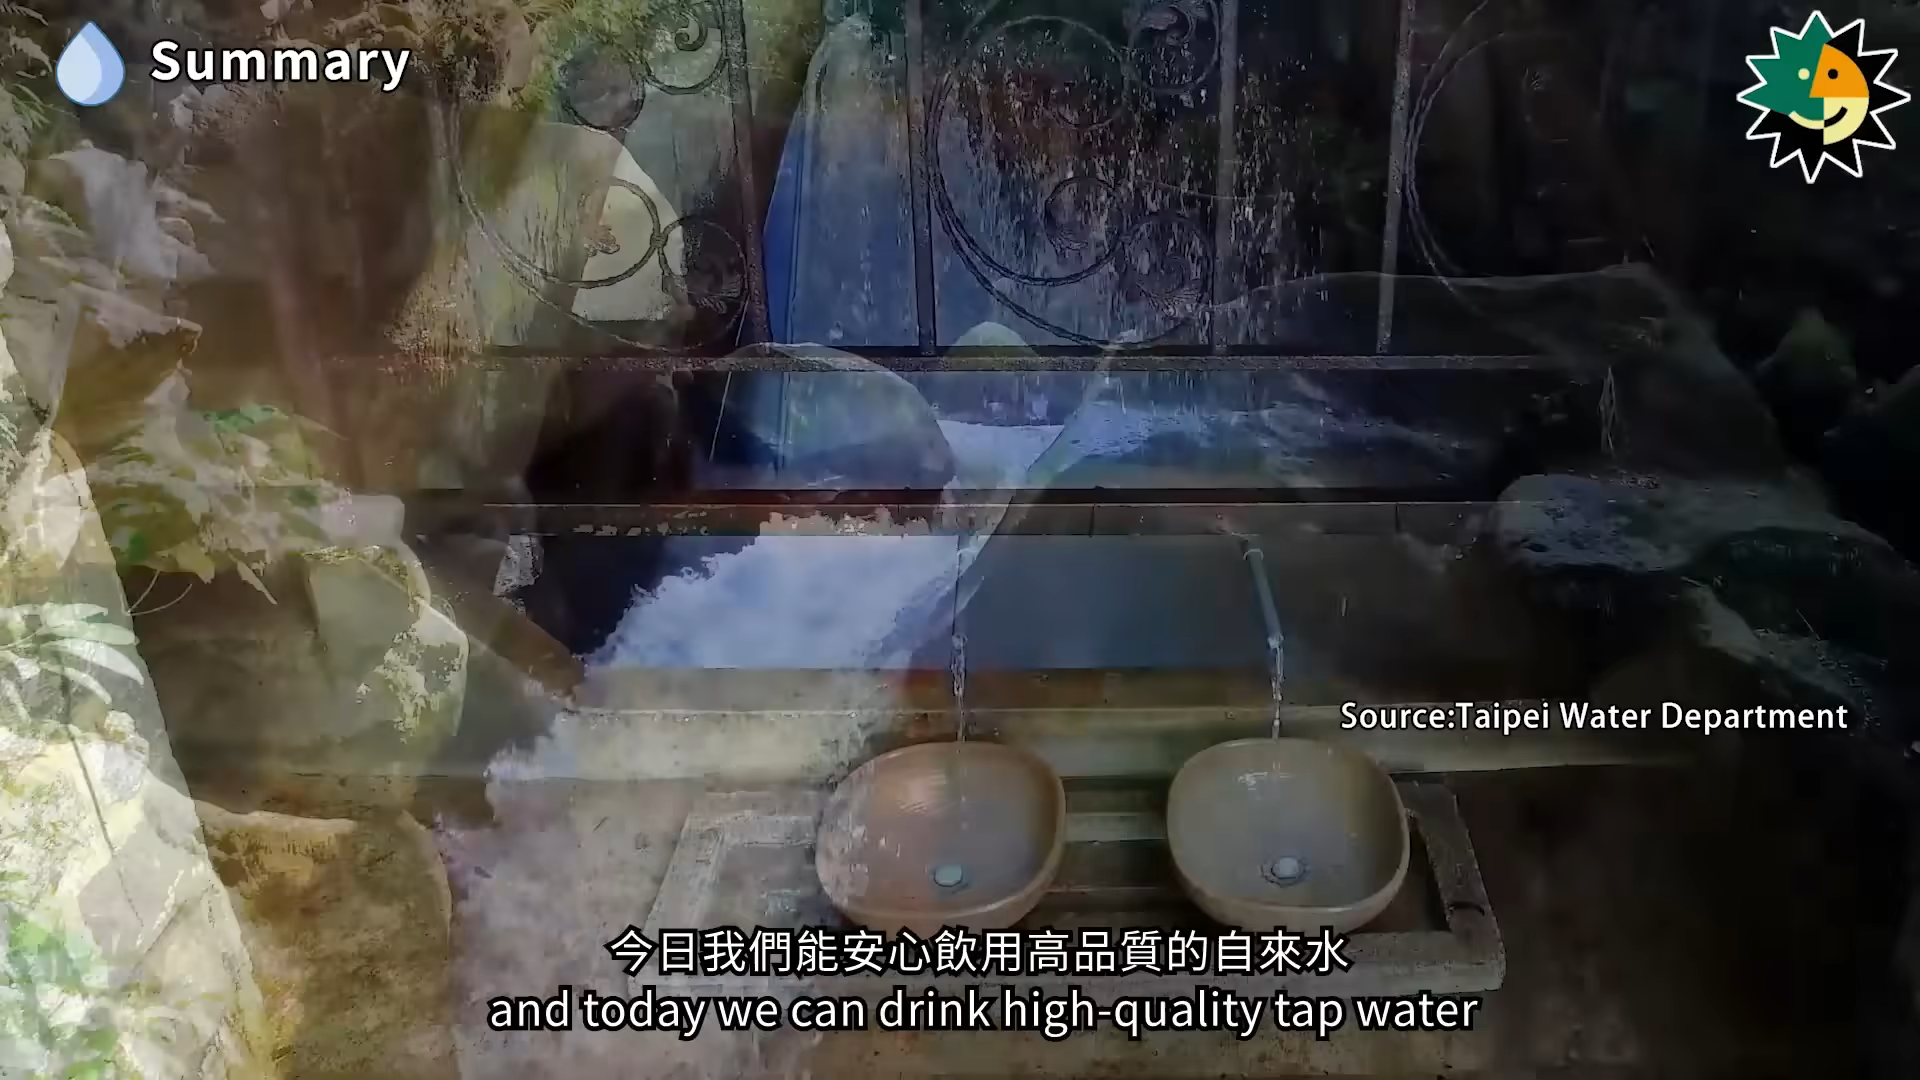 Summary
Source:Taipei Water Department
今日我們能安心飲用高品質的自來水
and today we can drink high-quality tap water